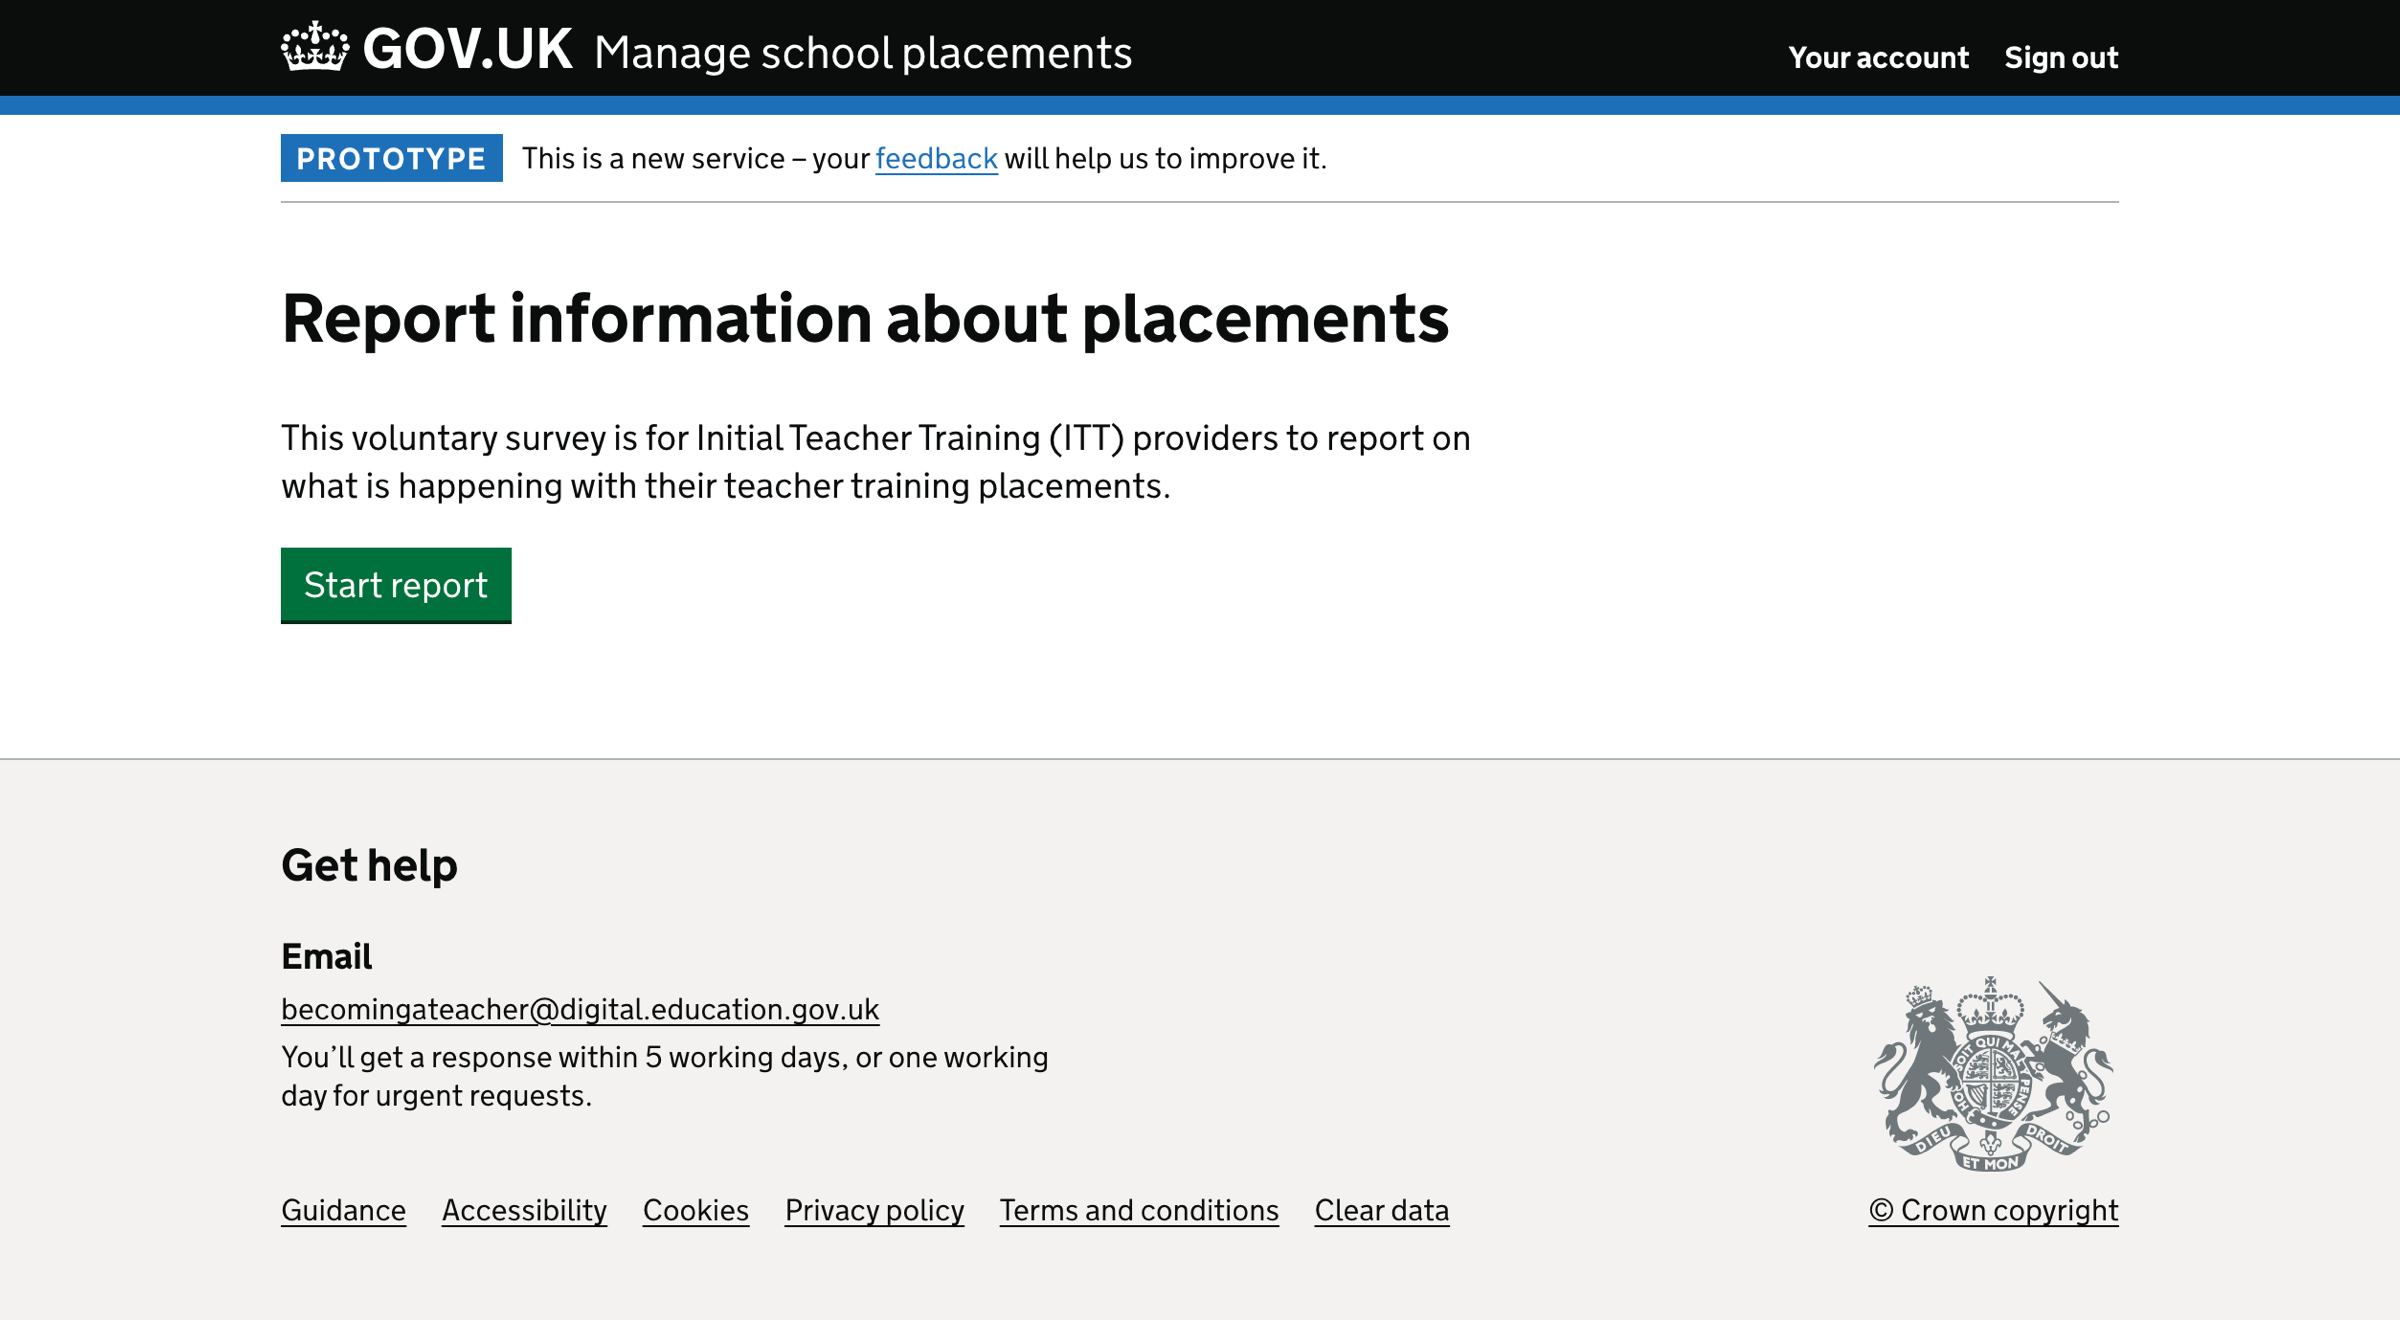 GOV.UK Manage school placements
Your account Sign out
PROTOTYPE This is a new service – your feedback will help us to improve it.
Report information about placements
This voluntary survey is for Initial Teacher Training (ITT) providers to report on
what is happening with their teacher training placements.
Start report
Get help
Email
becomingateacher@digital.education.gov.uk
You’ll get a response within 5 working days, or one working
day for urgent requests.
SOIT QUI MAL Y PENSE
HONI
DIEU ET MON DROIT
Guidance Accessibility Cookies Privacy policy Terms and conditions Clear data
© Crown copyright